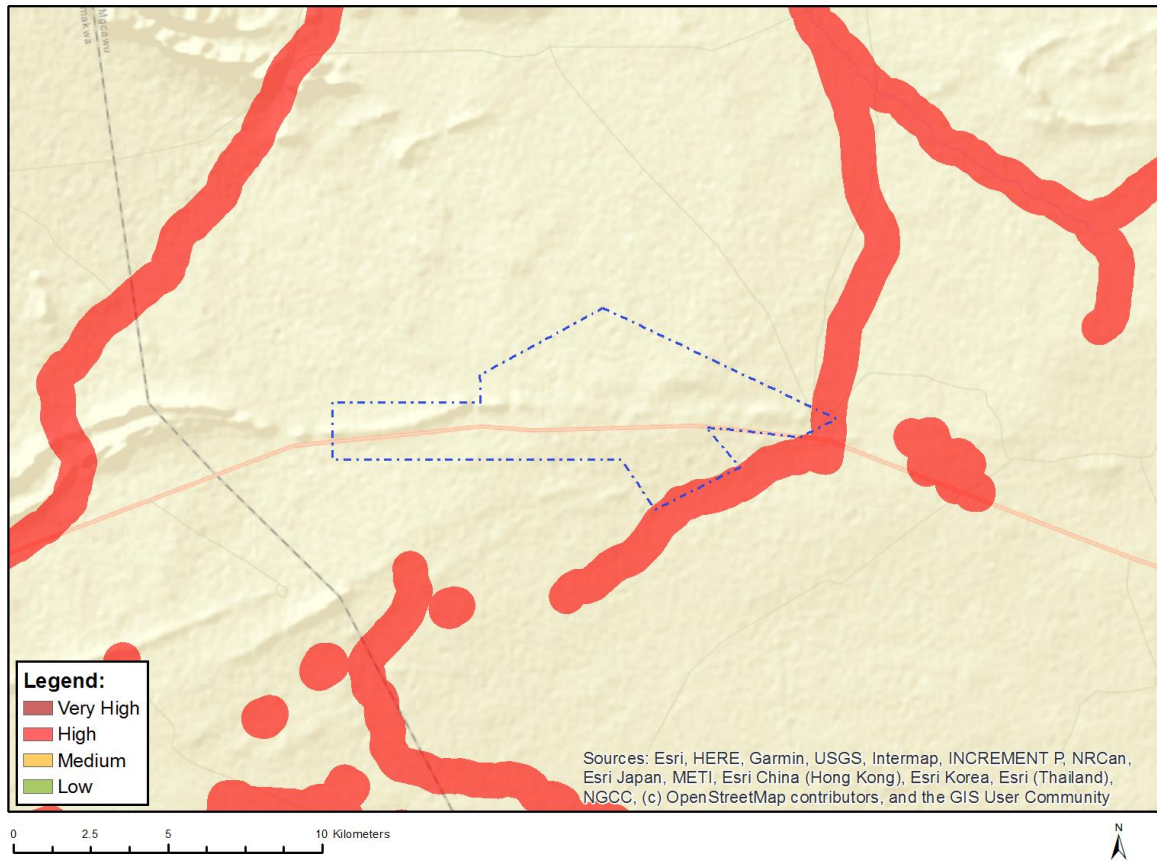 Mgcawu
makwa
Legend:
Very High
High
Medium
Low
Sources: Esri, HERE, Garmin, USGS, Intermap, INCREMENT P, NRCan,
Esri Japan, METI, Esri China (Hong Kong), Esri Korea, Esri (Thailand),
NGCC, (c) OpenStreetMap contributors, and the GIS User Community
0 2.5 5 10 Kilometers
N